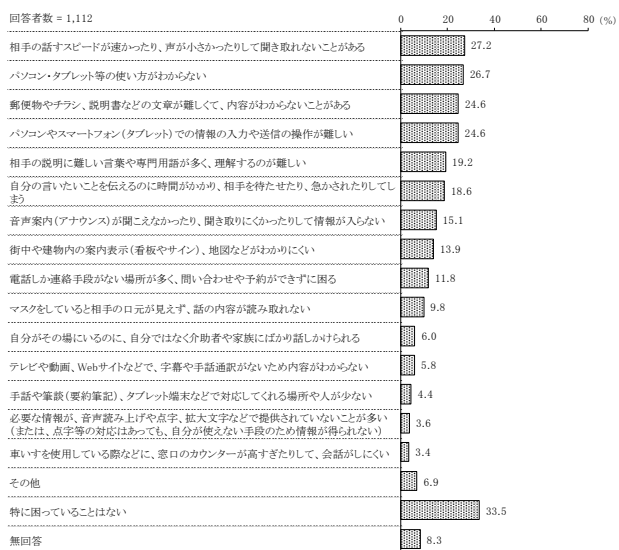 回答者数 = 1,112
0 20 40 60 80 (%)
相手の話すスピードが速かったり、声が小さかったりして聞き取れないことがある 27.2
パソコン・タブレット等の使い方がわからない 26.7
郵便物やチラシ、説明書などの文章が難しくて、内容がわからないことがある 24.6
パソコンやスマートフォン(タブレット)での情報の入力や送信の操作が難しい 24.6
相手の説明に難しい言葉や専門用語が多く、理解するのが難しい 19.2
自分の言いたいことを伝えるのに時間がかかり、相手を待たせたり、急かされたりしてし
まう 18.6
音声案内(アナウンス)が聞こえなかったり、聞き取りにくかったりして情報が入らない 15.1
街中や建物内の案内表示(看板やサイン)、地図などがわかりにくい 13.9
電話しか連絡手段がない場所が多く、問い合わせや予約ができずに困る 11.8
マスクをしていると相手の口元が見えず、話の内容が読み取れない 9.8
自分がその場にいるのに、自分ではなく介助者や家族にばかり話しかけられる 6.0
テレビや動画、Webサイトなどで、字幕や手話通訳がないため内容がわからない 5.8
手話や筆談(要約筆記)、タブレット端末などで対応してくれる場所や人が少ない 4.4
必要な情報が、音声読み上げや点字、拡大文字などで提供されていないことが多い
(または、点字等の対応はあっても、自分が使えない手段のため情報が得られない) 3.6
車いすを使用している際などに、窓口のカウンターが高すぎたりして、会話がしにくい 3.4
その他 6.9
特に困っていることはない 33.5
無回答 8.3